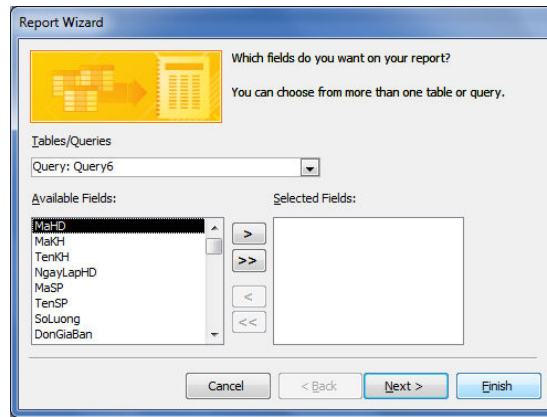 Report Wizard
Which fields do you want on your report?
You can choose from more than one table or query.
Tables/Queries
Query: Query6
Available Fields:
Selected Fields:
MaHD
MaKH
TenKH
NgayLapHD
MaSP
TenSP
SoLuong
DonGiaBan
>
>>
<
<<
Cancel
< Back
Next >
Finish